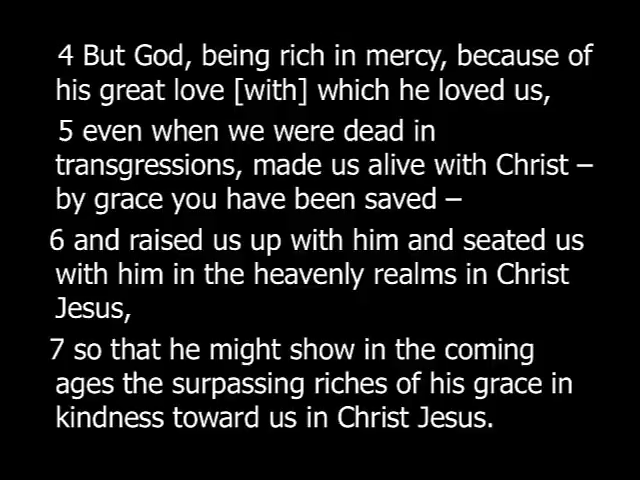 4 But God, being rich in mercy, because of
his great love [with] which he loved us,
5 even when we were dead in
transgressions, made us alive with Christ –
by grace you have been saved –
6 and raised us up with him and seated us
with him in the heavenly realms in Christ
Jesus,
7 so that he might show in the coming
ages the surpassing riches of his grace in
kindness toward us in Christ Jesus.